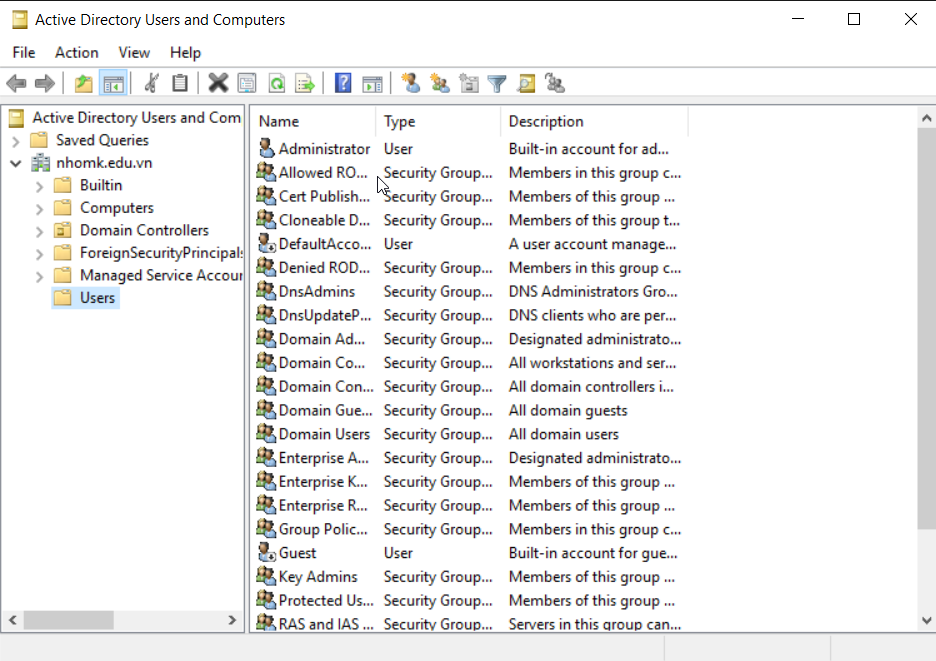 Active Directory Users and Computers
File Action View Help
Active Directory Users and Com
Saved Queries
nhomk.edu.vn
Builtin
Computers
Domain Controllers
ForeignSecurityPrincipals
Managed Service Accour
Users
Name Type Description
Administrator User Built-in account for ad...
Allowed RO... Security Group... Members in this group c...
Cert Publish... Security Group... Members of this group ...
Cloneable D... Security Group... Members of this group t...
DefaultAcco... User A user account manage...
Denied ROD... Security Group... Members in this group c...
DnsAdmins Security Group... DNS Administrators Gro...
DnsUpdateP... Security Group... DNS clients who are per...
Domain Ad... Security Group... Designated administrato...
Domain Co... Security Group... All workstations and ser...
Domain Con... Security Group... All domain controllers i...
Domain Gue... Security Group... All domain guests
Domain Users Security Group... All domain users
Enterprise A... Security Group... Designated administrato...
Enterprise K... Security Group... Members of this group ...
Enterprise R... Security Group... Members of this group ...
Group Polic... Security Group... Members in this group c...
Guest User Built-in account for gue...
Key Admins Security Group... Members of this group ...
Protected Us... Security Group... Members of this group ...
RAS and IAS ... Security Group... Servers in this group can...